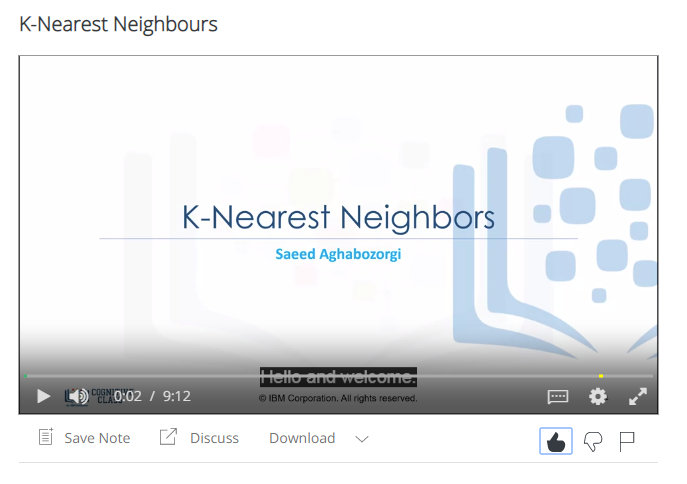 K-Nearest Neighbours
K-Nearest Neighbors
Saeed Aghabozorgi
Hello and welcome.
COGNITIVE
CLASS
0:02 / 9:12
© IBM Corporation. All rights reserved.
Save Note
Discuss
Download